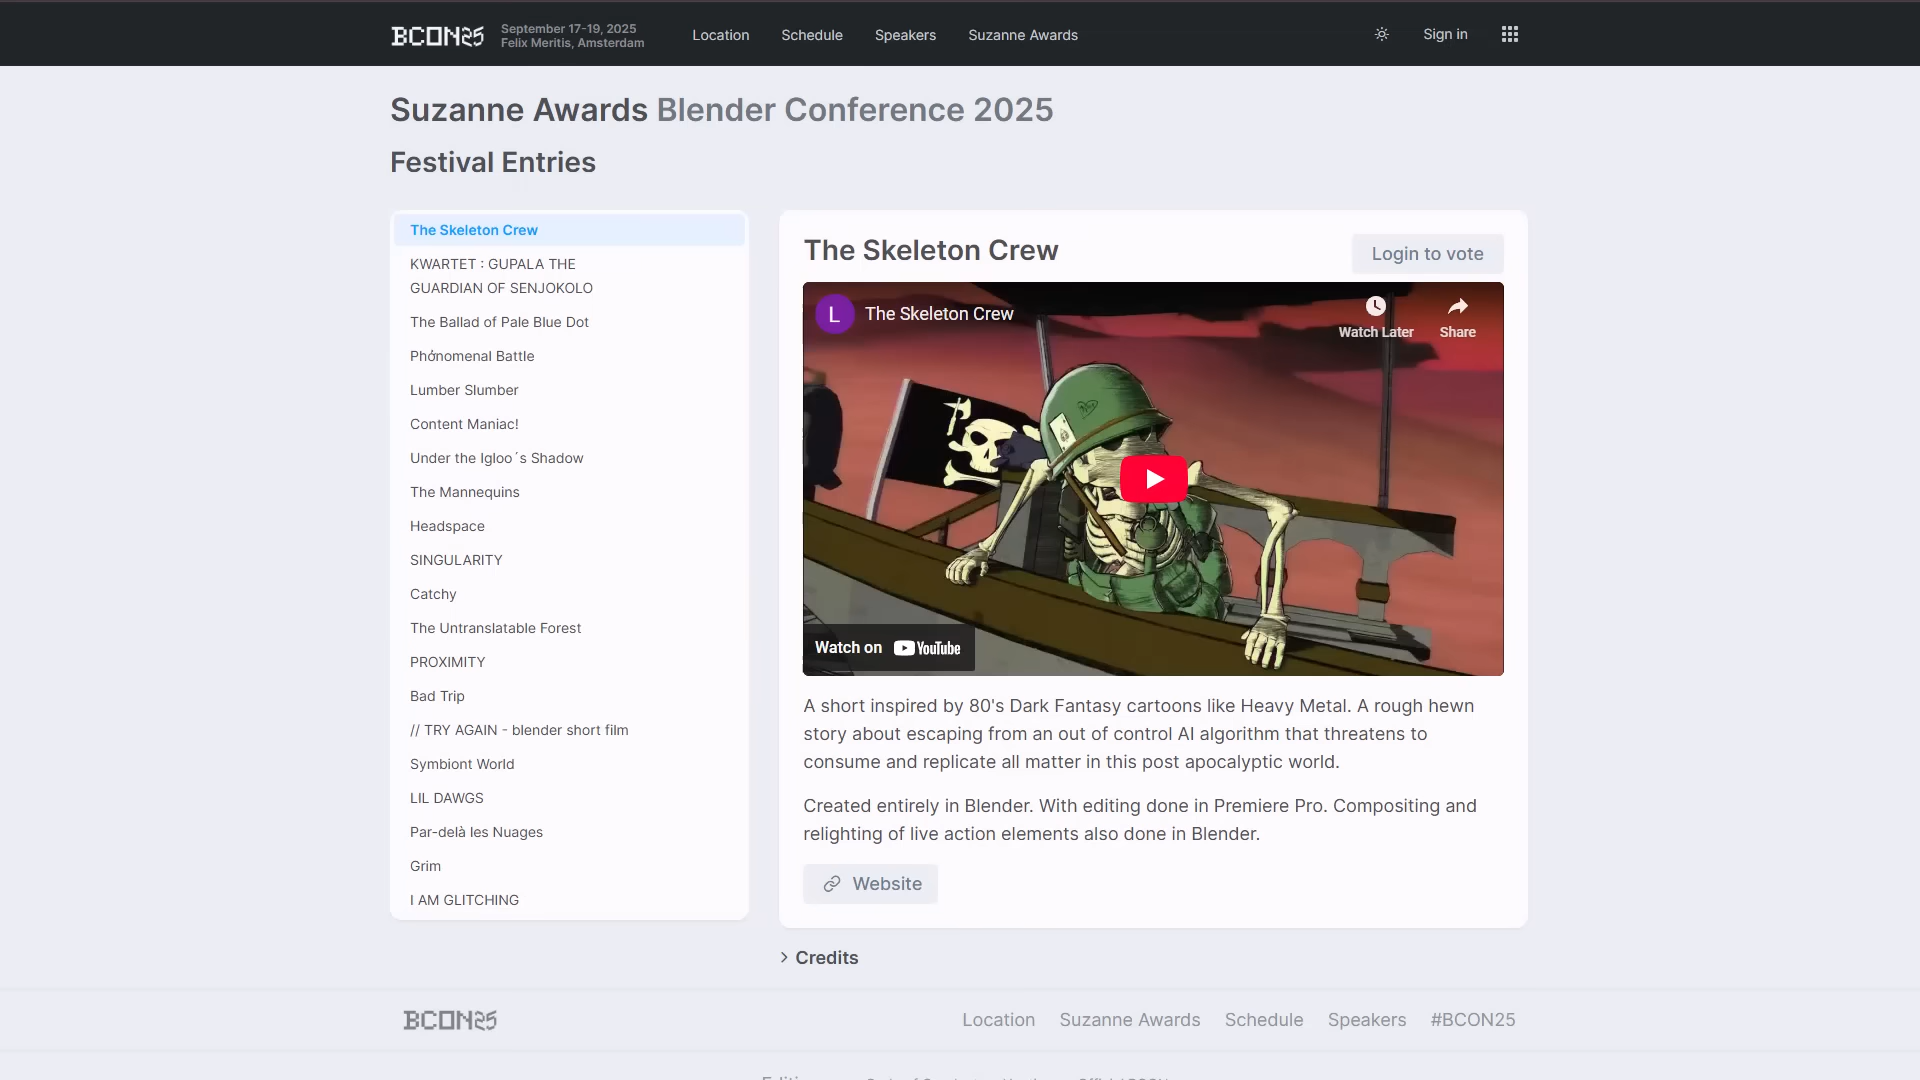 BCON25
September 17-19, 2025
Felix Meritis, Amsterdam
Location
Schedule
Speakers
Suzanne Awards
Sign in
Suzanne Awards Blender Conference 2025
Festival Entries
The Skeleton Crew
KWARTET : GUPALA THE
GUARDIAN OF SENJOKOLO
The Ballad of Pale Blue Dot
Phởnomenal Battle
Lumber Slumber
Content Maniac!
Under the Igloo´s Shadow
The Mannequins
Headspace
SINGULARITY
Catchy
The Untranslatable Forest
PROXIMITY
Bad Trip
// TRY AGAIN - blender short film
Symbiont World
LIL DAWGS
Par-delà les Nuages
Grim
I AM GLITCHING
The Skeleton Crew
Login to vote
L
The Skeleton Crew
Watch Later
Share
Watch on YouTube
A short inspired by 80's Dark Fantasy cartoons like Heavy Metal. A rough hewn
story about escaping from an out of control AI algorithm that threatens to
consume and replicate all matter in this post apocalyptic world.
Created entirely in Blender. With editing done in Premiere Pro. Compositing and
relighting of live action elements also done in Blender.
Website
Credits
BCON25
Location
Suzanne Awards
Schedule
Speakers
#BCON25